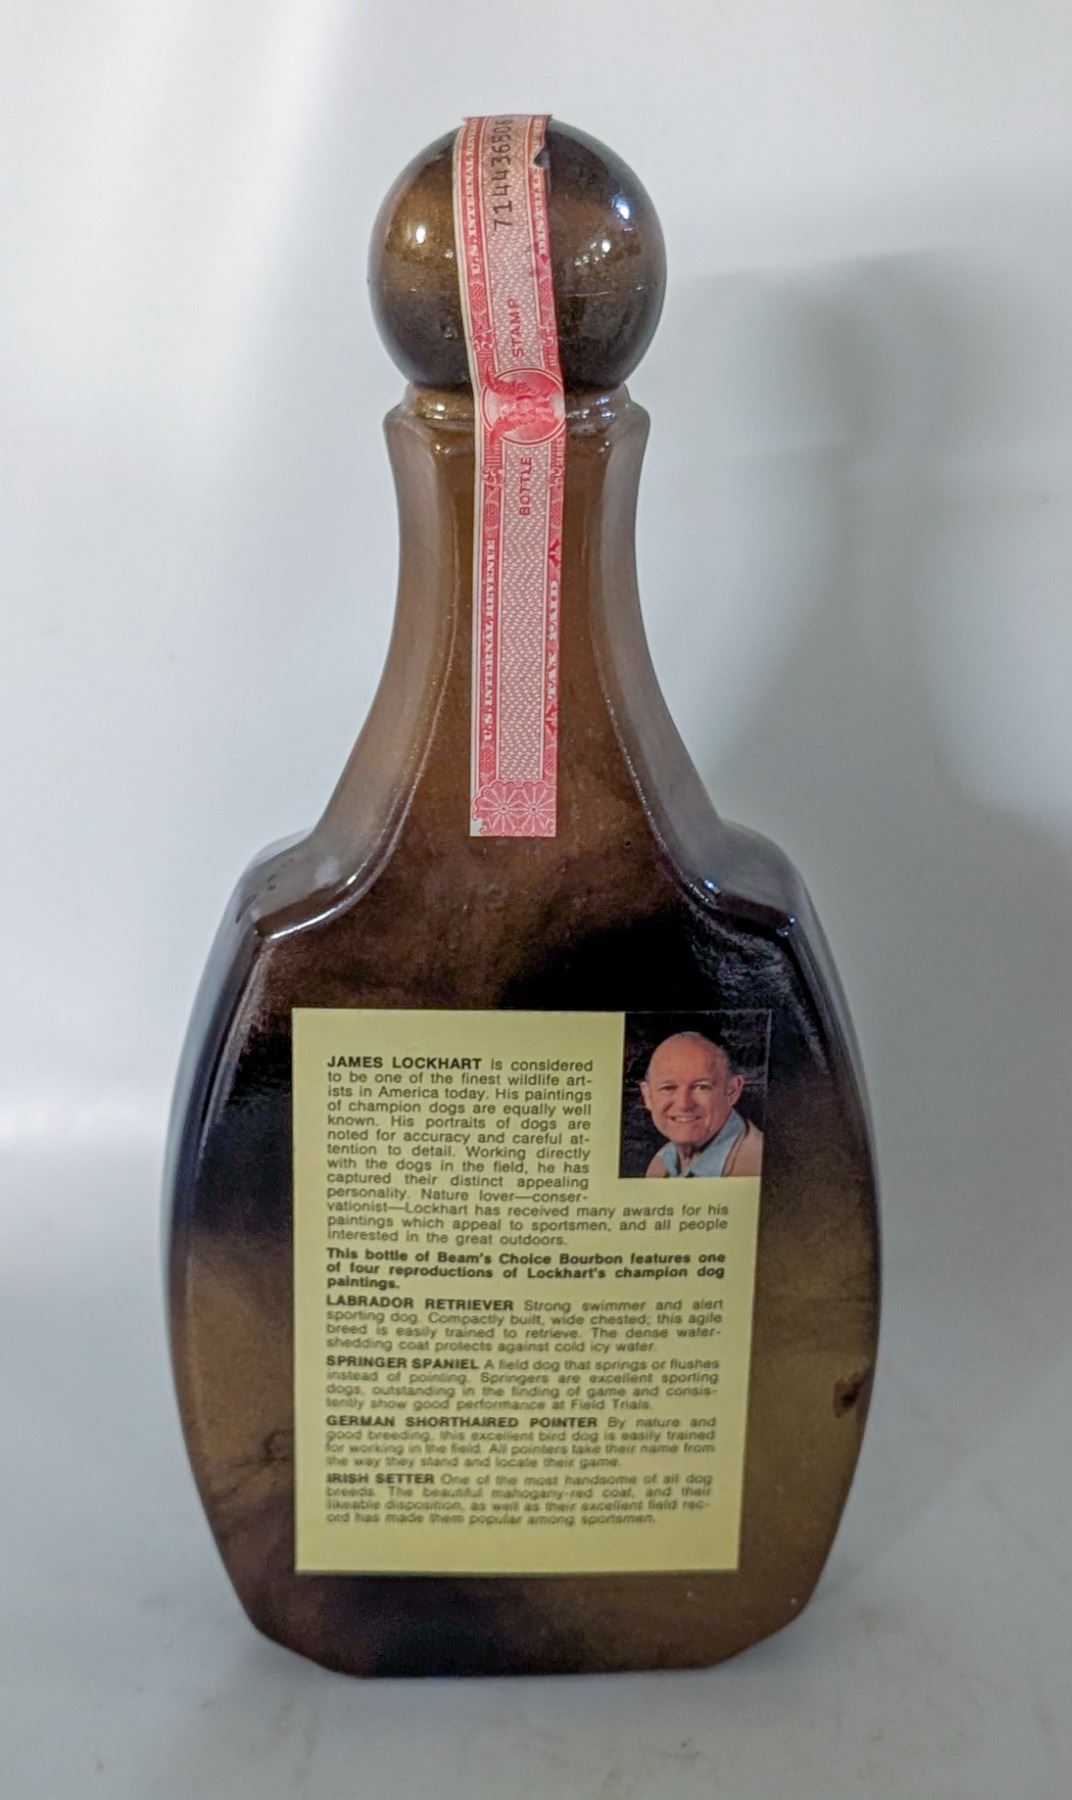 U.S. INTERNAL REVENUE
71443680
STAMP
BOTTLE
U.S. INTERNAL REVENUE
TAX PAID
JAMES LOCKHART is considered
to be one of the finest wildlife art-
ists in America today. His paintings
of champion dogs are equally well
known. His portraits of dogs are
noted for accuracy and careful at-
tention to detail. Working directly
with the dogs in the field, he has
captured their distinct appealing
personality. Nature lover—conser-
vationist—Lockhart has received many awards for his
paintings which appeal to sportsmen, and all people
interested in the great outdoors.
This bottle of Beam's Choice Bourbon features one
of four reproductions of Lockhart's champion dog
paintings.
LABRADOR RETRIEVER Strong swimmer and alert
sporting dog. Compactly built, wide chested; this agile
breed is easily trained to retrieve. The dense water-
shedding coat protects against cold icy water.
SPRINGER SPANIEL A field dog that springs or flushes
instead of pointing. Springers are excellent sporting
dogs, outstanding in the finding of game and consis-
tently show good performance at Field Trials.
GERMAN SHORTHAIRED POINTER By nature and
good breeding, this excellent bird dog is easily trained
for working in the field. All pointers take their name from
the way they stand and locate their game.
IRISH SETTER One of the most handsome of all dog
breeds. The beautiful mahogany-red coat, and their
likeable disposition, as well as their excellent field rec-
ord has made them popular among sportsmen.